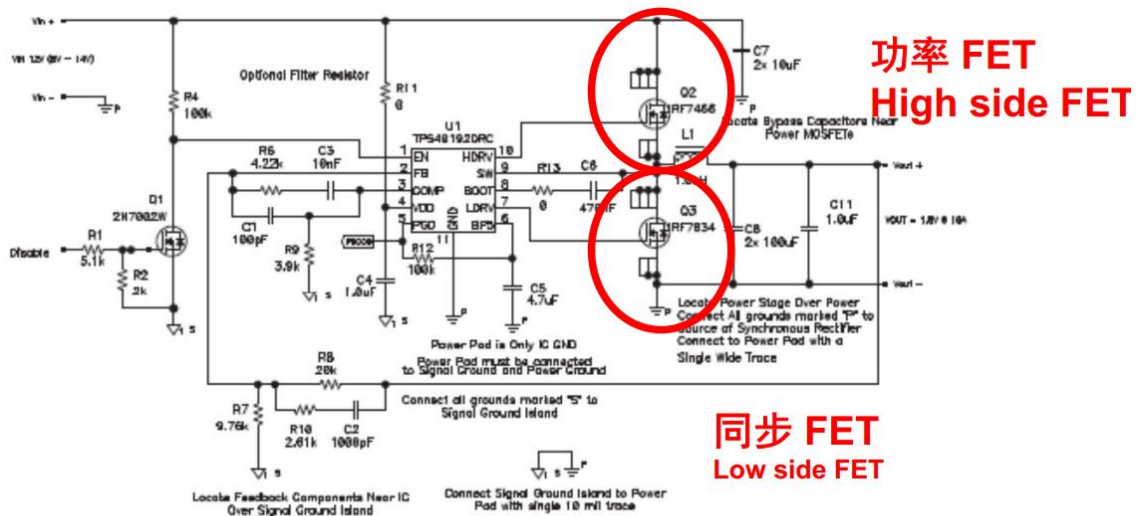 Vin +
VIN 12V (8V - 14V)
Vin -
P
R4
100k
Optional Filter Resistor
R11
0
U1
TPS40192DRC
1 EN HDRV 10
2 FB SW 9
3 COMP BOOT 8
4 VDD LDRV 7
5 PGD BP5 6
GND
11
R6
4.22k
C3
10nF
C1
100pF
R9
3.9k
S
Q1
2N7002W
Disable
R1
5.1k
R2
2k
S
PGOOD
R12
100k
C4
1.0uF
S
P
C5
4.7uF
P
R13
0
C6
470nF
Q2
IRF7466
Q3
IRF7834
C7
2x 10uF
P
功率 FET
High side FET
Locate Bypass Capacitors Near
Power MOSFETs
L1
Vout +
C8
2x 100uF
C11
1.0uF
VOUT = 1.8V @ 10A
Vout -
P
Locate Power Stage Over Power
Connect All grounds marked "P" to
Source of Synchronous Rectifier
Connect to Power Pad with a
Single Wide Trace
Power Pad is Only IC GND
Power Pad must be connected
to Signal Ground and Power Ground
Connect all grounds marked "S" to
Signal Ground Island
R8
20k
R7
9.76k
R10
2.61k
C2
1000pF
S
同步 FET
Low side FET
S P
Locate Feedback Components Near IC
Over Signal Ground Island
Connect Signal Ground Island to Power
Pad with single 10 mil trace